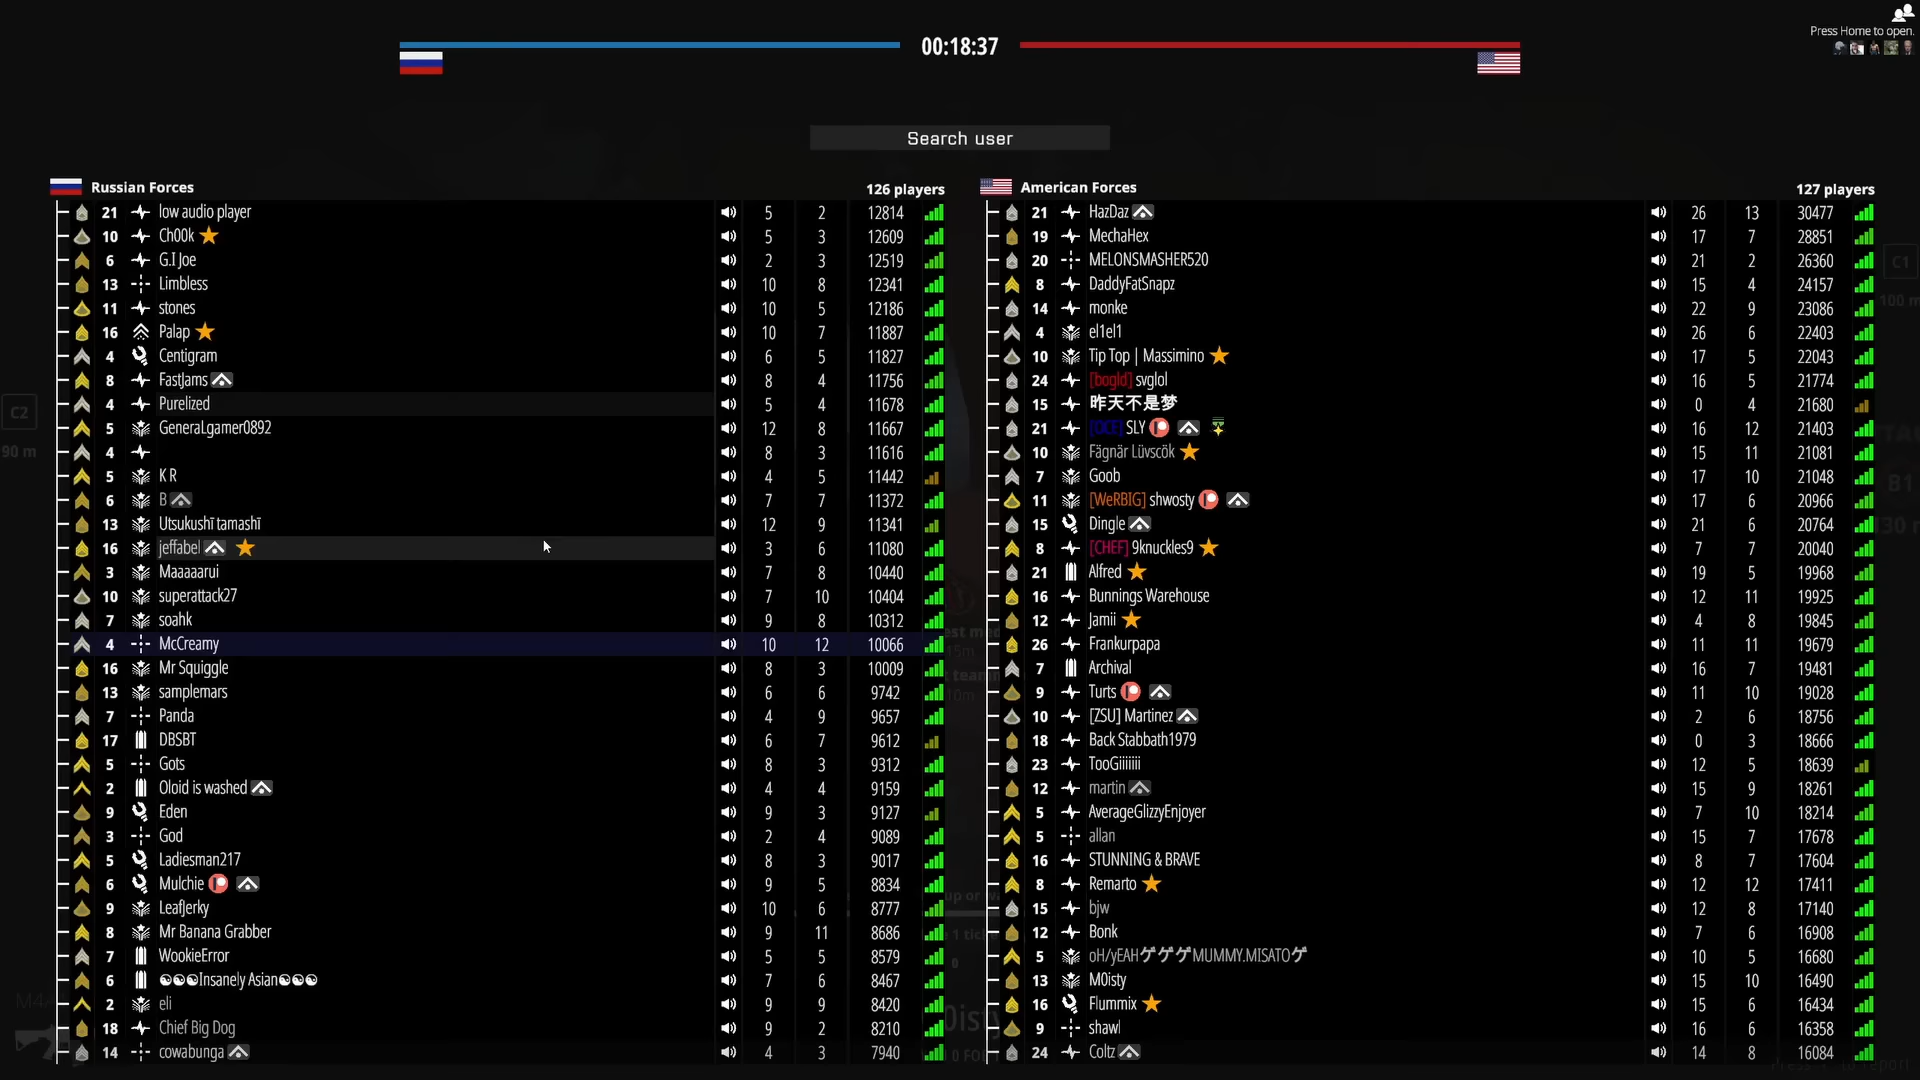 Press Home to open.
00:18:37
Search user
Russian Forces 126 players
21 low audio player 5 2 12814
10 Ch00k 5 3 12609
6 G.I Joe 2 3 12519
13 Limbless 10 8 12341
11 stones 10 5 12186
16 Palap 10 7 11887
4 Centigram 6 5 11827
8 FastJams 8 4 11756
4 Purelized 5 4 11678
5 General.gamer0892 12 8 11667
4 8 3 11616
5 K R 4 5 11442
6 B 7 7 11372
13 Utsukushī tamashī 12 9 11341
16 jeffabel 3 6 11080
3 Maaaaarui 7 8 10440
10 superattack27 7 10 10404
7 soahk 9 8 10312
4 McCreamy 10 12 10066
16 Mr Squiggle 8 3 10009
13 samplemars 6 6 9742
7 Panda 4 9 9657
17 DBSBT 6 7 9612
5 Gots 8 3 9312
2 Oloid is washed 4 4 9159
9 Eden 9 3 9127
3 God 2 4 9089
5 Ladiesman217 8 3 9017
6 Mulchie 9 5 8834
9 LeafJerky 10 6 8777
8 Mr Banana Grabber 9 11 8686
7 WookieError 5 5 8579
6 ☯☯☯Insanely Asian☯☯☯ 7 6 8467
2 eli 9 9 8420
18 Chief Big Dog 9 2 8210
14 cowabunga 4 3 7940
American Forces 127 players
21 HazDaz 26 13 30477
19 MechaHex 17 7 28851
20 MELONSMASHER520 21 2 26360
8 DaddyFatSnapz 15 4 24157
14 monke 22 9 23086
4 el1el1 26 6 22403
10 Tip Top | Massimino 17 5 22043
24 [bogld] svglol 16 5 21774
15 昨天不是梦 0 4 21680
21 [OCE] SLY 16 12 21403
10 Fägnär Lüvscök 15 11 21081
7 Goob 17 10 21048
11 [WeRBIG] shwosty 17 6 20966
15 Dingle 21 6 20764
8 [CHEF] 9knuckles9 7 7 20040
21 Alfred 19 5 19968
16 Bunnings Warehouse 12 11 19925
12 Jamii 4 8 19845
26 Frankurpapa 11 11 19679
7 Archival 16 7 19481
9 Turts 11 10 19028
10 [ZSU] Martinez 2 6 18756
18 Back Stabbath1979 0 3 18666
23 TooGiiiiiii 12 5 18639
12 martin 15 9 18261
5 AverageGlizzyEnjoyer 7 10 18214
5 allan 15 7 17678
16 STUNNING & BRAVE 8 7 17604
8 Remarto 12 12 17411
15 bjw 12 8 17140
12 Bonk 7 6 16908
5 oH/yEAHゲゲゲMUMMY.MISATOゲ 10 5 16680
13 M0isty 15 10 16490
16 Flummix 15 6 16434
9 shawl 16 6 16358
24 Coltz 14 8 16084
C2
90 m
C1
100 m
B1